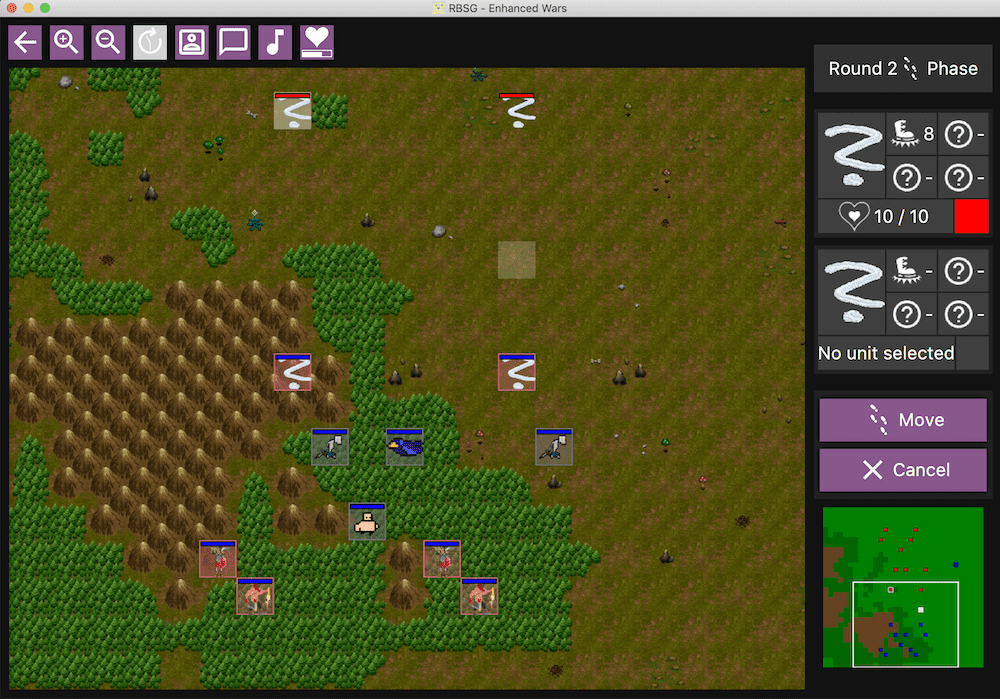 RBSG - Enhanced Wars
Round 2 Phase
8 ? -
? - ? -
10 / 10
- ? -
? - ? -
No unit selected
Move
Cancel